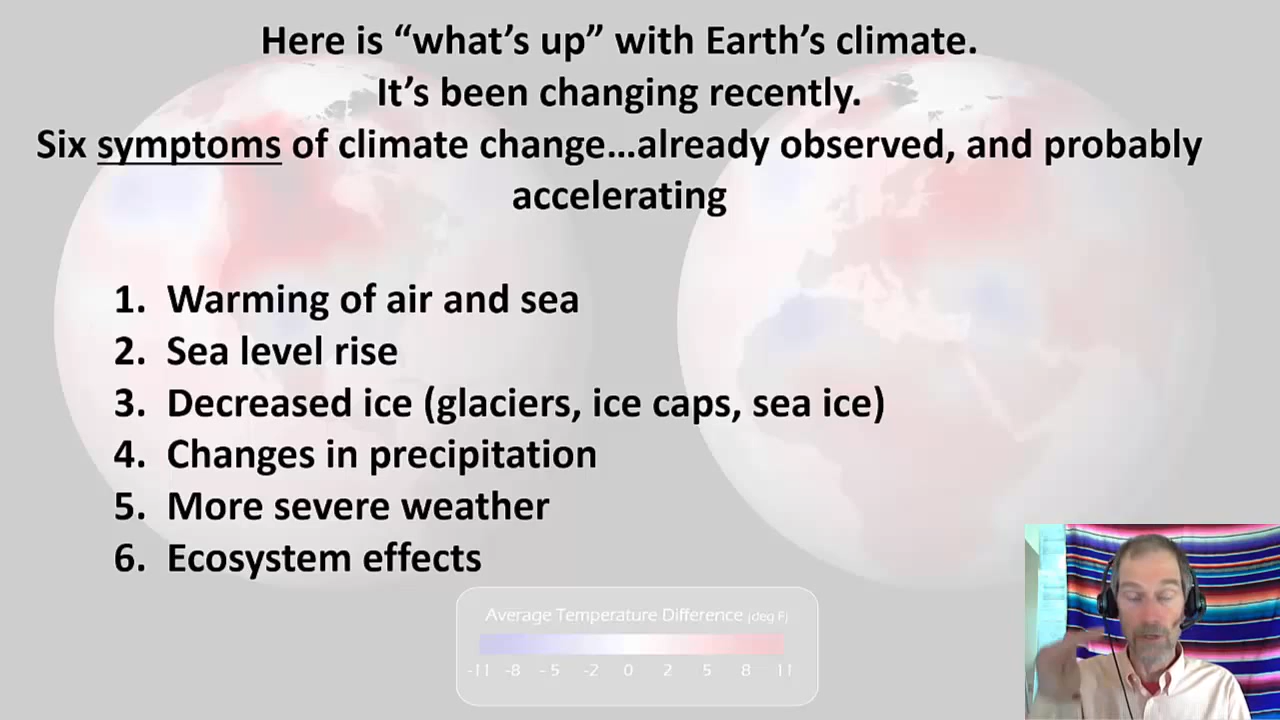 Here is “what’s up” with Earth’s climate.
It’s been changing recently.
Six symptoms of climate change…already observed, and probably
accelerating
1. Warming of air and sea
2. Sea level rise
3. Decreased ice (glaciers, ice caps, sea ice)
4. Changes in precipitation
5. More severe weather
6. Ecosystem effects
Average Temperature Difference (deg F)
-11 -8 -5 -2 0 2 5 8 11